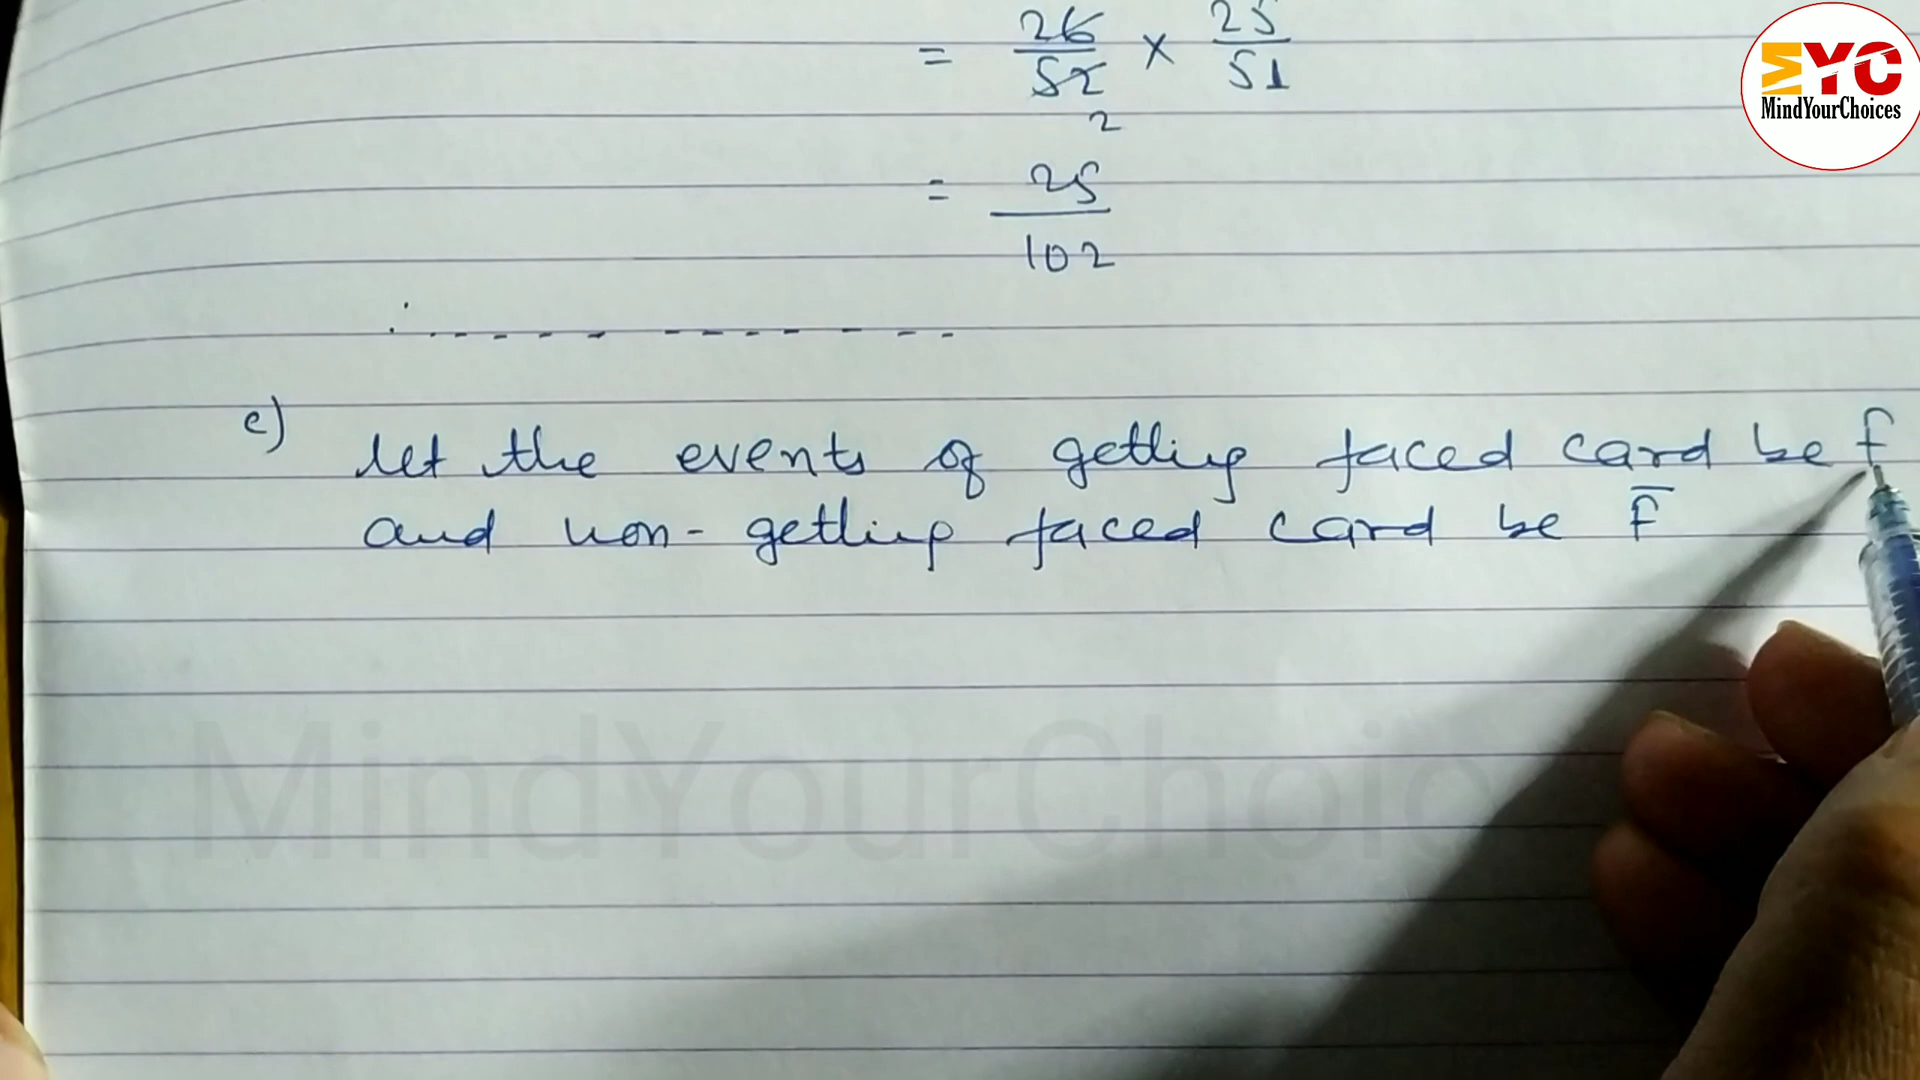 = 26/52 × 25/51
2
= 25/102
∴ - - - - - - - - - - - -
e) Let the events of getting faced card be F
and non-getting faced card be F̅
MYC
MindYourChoices
MindYourChoic